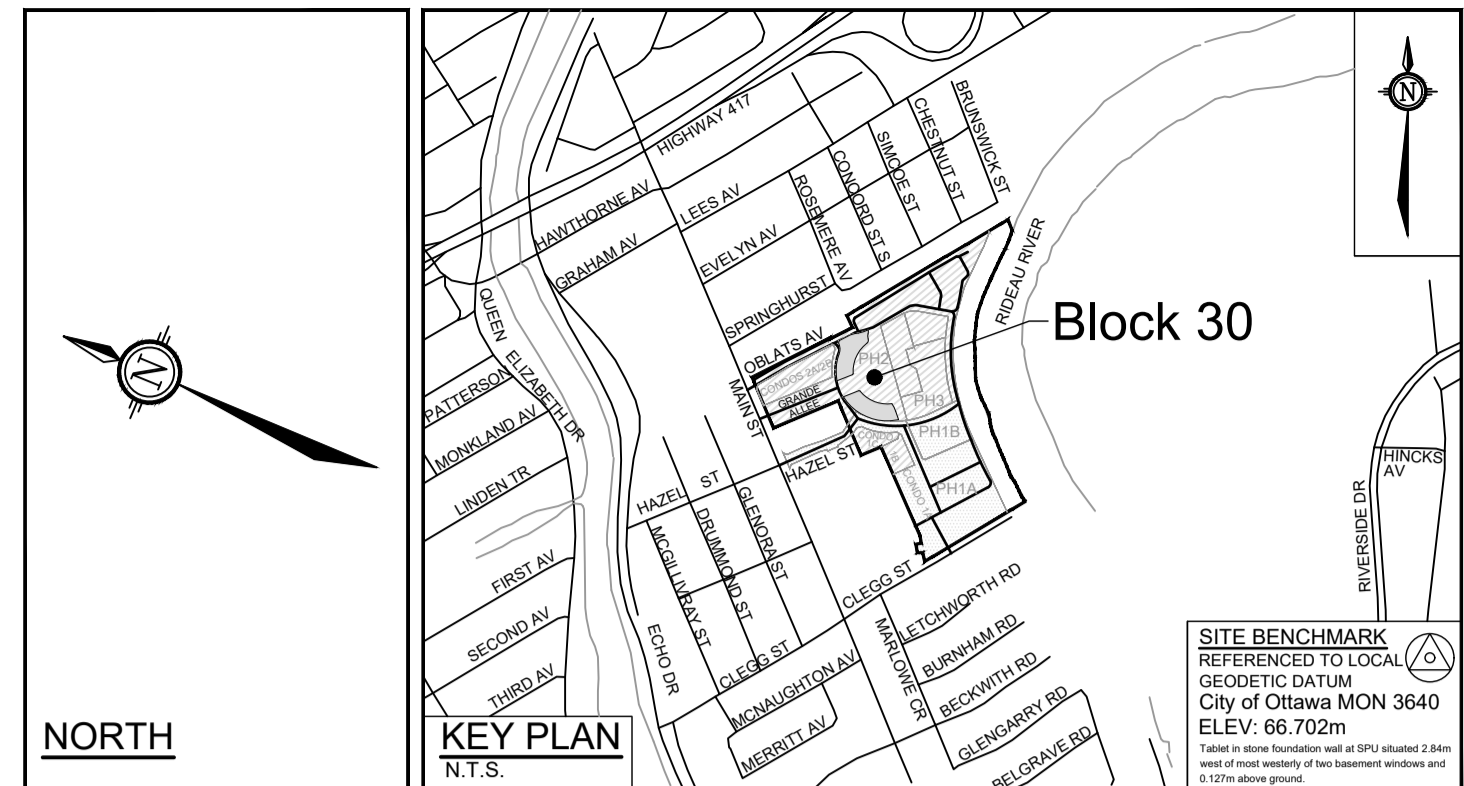 N
NORTH
HIGHWAY 417
BRUNSWICK ST
CHESTNUT ST
SIMCOE ST
CONCORD ST S
ROSEMERE AV
HAWTHORNE AV
LEES AV
GRAHAM AV
EVELYN AV
SPRINGHURST
OBLATS AV
RIDEAU RIVER
Block 30
N
QUEEN ELIZABETH DR
PATTERSON
MONKLAND AV
LINDEN TR
MAIN ST
CONDOS 2A/2B
GRANDE
ALLEE
PH2
PH3
PH1B
PH1A
CONDO
CONDO 1A
HAZEL ST
HAZEL ST
GLENORA ST
DRUMMOND ST
MCGILLIVRAY ST
FIRST AV
SECOND AV
THIRD AV
ECHO DR
CLEGG ST
CLEGG ST
LETCHWORTH RD
BURNHAM RD
BECKWITH RD
GLENGARRY RD
BELGRAVE RD
MARLOWE CR
MCNAUGHTON AV
MERRITT AV
RIVERSIDE DR
HINCKS
AV
KEY PLAN
N.T.S.
SITE BENCHMARK
REFERENCED TO LOCAL
GEODETIC DATUM
City of Ottawa MON 3640
ELEV: 66.702m
Tablet in stone foundation wall at SPU situated 2.84m
west of most westerly of two basement windows and
0.127m above ground.